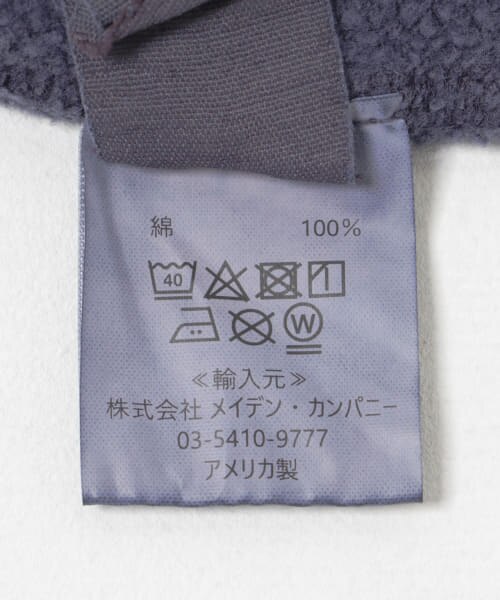 綿 100%
40
W
≪輸入元≫
株式会社 メイデン・カンパニー
03-5410-9777
アメリカ製